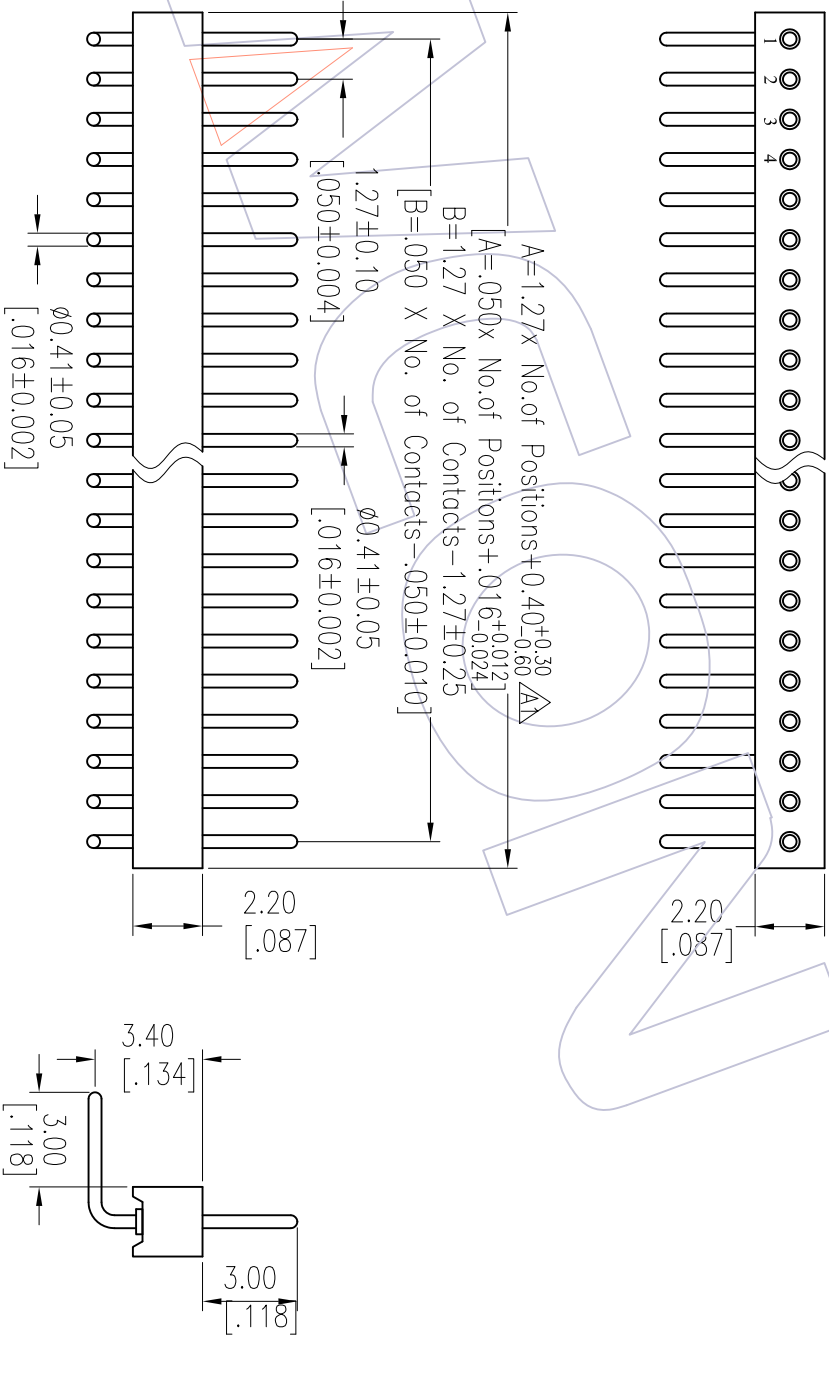 1
2
3
4
A=1.27x No.of Positions+0.40+0.30 -0.60 A1
[A=.050x No.of Positions+.016+0.012 -0.024]
B=1.27 X No. of Contacts-1.27±0.25
[B=.050 X No. of Contacts-.050±0.010]
1.27±0.10
[.050±0.004]
ø0.41±0.05
[.016±0.002]
ø0.41±0.05
[.016±0.002]
2.20
[.087]
2.20
[.087]
3.40
[.134]
3.00
[.118]
3.00
[.118]
WCON